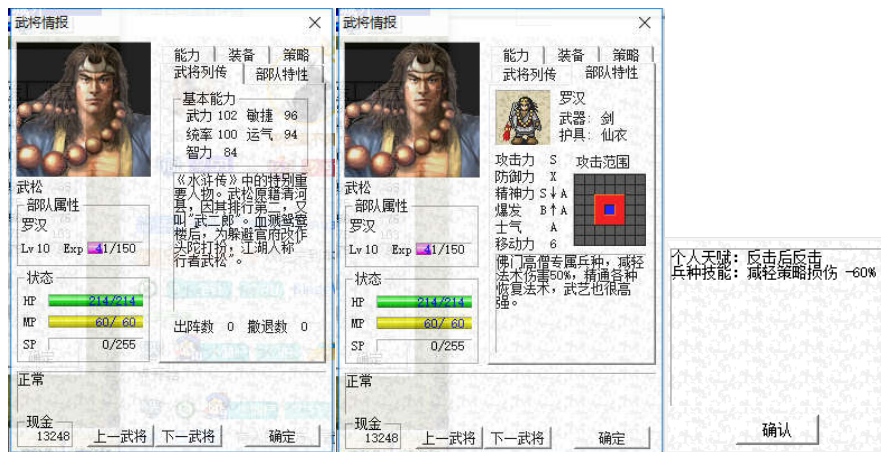 武将情报
能力
装备
策略
武将列传
部队特性
基本能力
武力 102 敏捷 96
统率 100 运气 94
智力 84
武松
《水浒传》中的特别重
要人物。武松原籍清河
县，因其排行第二，又
叫"武二郎"。血溅鸳鸯
楼后，为躲避官府改作
头陀打扮，江湖人称"
行者武松"。
部队属性
罗汉
Lv 10 Exp 41/150
状态
HP 214/214
MP 60/ 60
SP 0/255
出阵数 0 撤退数 0
正常
现金
13248
上一武将
下一武将
确定
武将情报
能力
装备
策略
武将列传
部队特性
罗汉
武器: 剑
护具: 仙衣
攻击力 S
防御力 X
精神力 S↓A
爆发 B↑A
士气 A
移动力 6
攻击范围
武松
部队属性
罗汉
Lv 10 Exp 41/150
状态
HP 214/214
MP 60/ 60
SP 0/255
佛门高僧专属兵种，减轻
法术伤害50%，精通各种
恢复法术，武艺也很高
强。
正常
现金
13248
上一武将
下一武将
确定
个人天赋: 反击后反击
兵种技能: 减轻策略损伤 -60%
确认